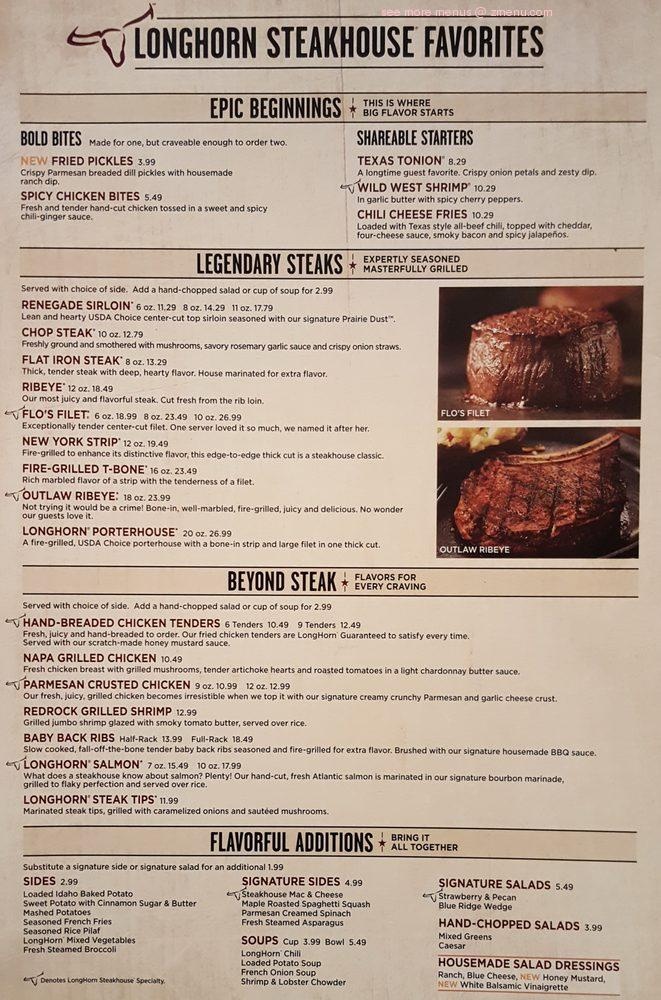 see more menus @ zmenu.com
LONGHORN STEAKHOUSE® FAVORITES
EPIC BEGINNINGS
THIS IS WHERE
BIG FLAVOR STARTS
BOLD BITES Made for one, but craveable enough to order two.
NEW FRIED PICKLES 3.99
Crispy Parmesan breaded dill pickles with housemade
ranch dip.
SPICY CHICKEN BITES 5.49
Fresh and tender hand-cut chicken tossed in a sweet and spicy
chili-ginger sauce.
SHAREABLE STARTERS
TEXAS TONION® 8.29
A longtime guest favorite. Crispy onion petals and zesty dip.
WILD WEST SHRIMP® 10.29
In garlic butter with spicy cherry peppers.
CHILI CHEESE FRIES 10.29
Loaded with Texas style all-beef chili, topped with cheddar,
four-cheese sauce, smoky bacon and spicy jalapeños.
LEGENDARY STEAKS
EXPERTLY SEASONED
MASTERFULLY GRILLED
Served with choice of side. Add a hand-chopped salad or cup of soup for 2.99
RENEGADE SIRLOIN* 6 oz. 11.29 8 oz. 14.29 11 oz. 17.79
Lean and hearty USDA Choice center-cut top sirloin seasoned with our signature Prairie Dust™.
CHOP STEAK* 10 oz. 12.79
Freshly ground and smothered with mushrooms, savory rosemary garlic sauce and crispy onion straws.
FLAT IRON STEAK* 8 oz. 13.29
Thick, tender steak with deep, hearty flavor. House marinated for extra flavor.
RIBEYE* 12 oz. 18.49
Our most juicy and flavorful steak. Cut fresh from the rib loin.
FLO'S FILET®* 6 oz. 18.99 8 oz. 23.49 10 oz. 26.99
Exceptionally tender center-cut filet. One server loved it so much, we named it after her.
NEW YORK STRIP* 12 oz. 19.49
Fire-grilled to enhance its distinctive flavor, this edge-to-edge thick cut is a steakhouse classic.
FIRE-GRILLED T-BONE* 16 oz. 23.49
Rich marbled flavor of a strip with the tenderness of a filet.
OUTLAW RIBEYE®* 18 oz. 23.99
Not trying it would be a crime! Bone-in, well-marbled, fire-grilled, juicy and delicious. No wonder
our guests love it.
LONGHORN® PORTERHOUSE* 20 oz. 26.99
A fire-grilled, USDA Choice porterhouse with a bone-in strip and large filet in one thick cut.
FLO'S FILET
OUTLAW RIBEYE
BEYOND STEAK
FLAVORS FOR
EVERY CRAVING
Served with choice of side. Add a hand-chopped salad or cup of soup for 2.99
HAND-BREADED CHICKEN TENDERS 6 Tenders 10.49 9 Tenders 12.49
Fresh, juicy and hand-breaded to order. Our fried chicken tenders are LongHorn® Guaranteed to satisfy every time.
Served with our scratch-made honey mustard sauce.
NAPA GRILLED CHICKEN 10.49
Fresh chicken breast with grilled mushrooms, tender artichoke hearts and roasted tomatoes in a light chardonnay butter sauce.
PARMESAN CRUSTED CHICKEN 9 oz. 10.99 12 oz. 12.99
Our fresh, juicy, grilled chicken becomes irresistible when we top it with our signature creamy crunchy Parmesan and garlic cheese crust.
REDROCK GRILLED SHRIMP 12.99
Grilled jumbo shrimp glazed with smoky tomato butter, served over rice.
BABY BACK RIBS Half-Rack 13.99 Full-Rack 18.49
Slow cooked, fall-off-the-bone tender baby back ribs seasoned and fire-grilled for extra flavor. Brushed with our signature housemade BBQ sauce.
LONGHORN® SALMON* 7 oz. 15.49 10 oz. 17.99
What does a steakhouse know about salmon? Plenty! Our hand-cut, fresh Atlantic salmon is marinated in our signature bourbon marinade,
grilled to flaky perfection and served over rice.
LONGHORN® STEAK TIPS* 11.99
Marinated steak tips, grilled with caramelized onions and sautéed mushrooms.
FLAVORFUL ADDITIONS
BRING IT
ALL TOGETHER
Substitute a signature side or signature salad for an additional 1.99
SIDES 2.99
Loaded Idaho Baked Potato
Sweet Potato with Cinnamon Sugar & Butter
Mashed Potatoes
Seasoned French Fries
Seasoned Rice Pilaf
LongHorn® Mixed Vegetables
Fresh Steamed Broccoli
SIGNATURE SIDES 4.99
Steakhouse Mac & Cheese
Maple Roasted Spaghetti Squash
Parmesan Creamed Spinach
Fresh Steamed Asparagus
SOUPS Cup 3.99 Bowl 5.49
LongHorn® Chili
Loaded Potato Soup
French Onion Soup
Shrimp & Lobster Chowder
SIGNATURE SALADS 5.49
Strawberry & Pecan
Blue Ridge Wedge
HAND-CHOPPED SALADS 3.99
Mixed Greens
Caesar
HOUSEMADE SALAD DRESSINGS
Ranch, Blue Cheese, NEW Honey Mustard,
NEW White Balsamic Vinaigrette
Denotes LongHorn Steakhouse Specialty.